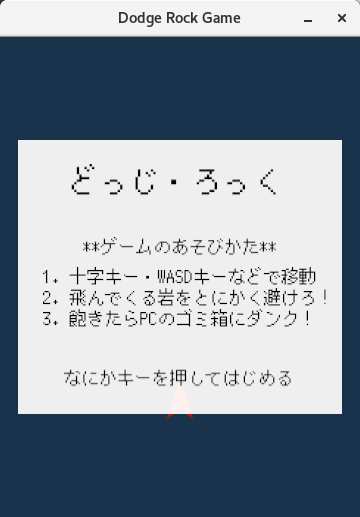 Dodge Rock Game
どっじ・ろっく
**ゲームのあそびかた**
1. 十字キー・WASDキーなどで移動
2. 飛んでくる岩をとにかく避けろ！
3. 飽きたらPCのゴミ箱にダンク！
なにかキーを押してはじめる